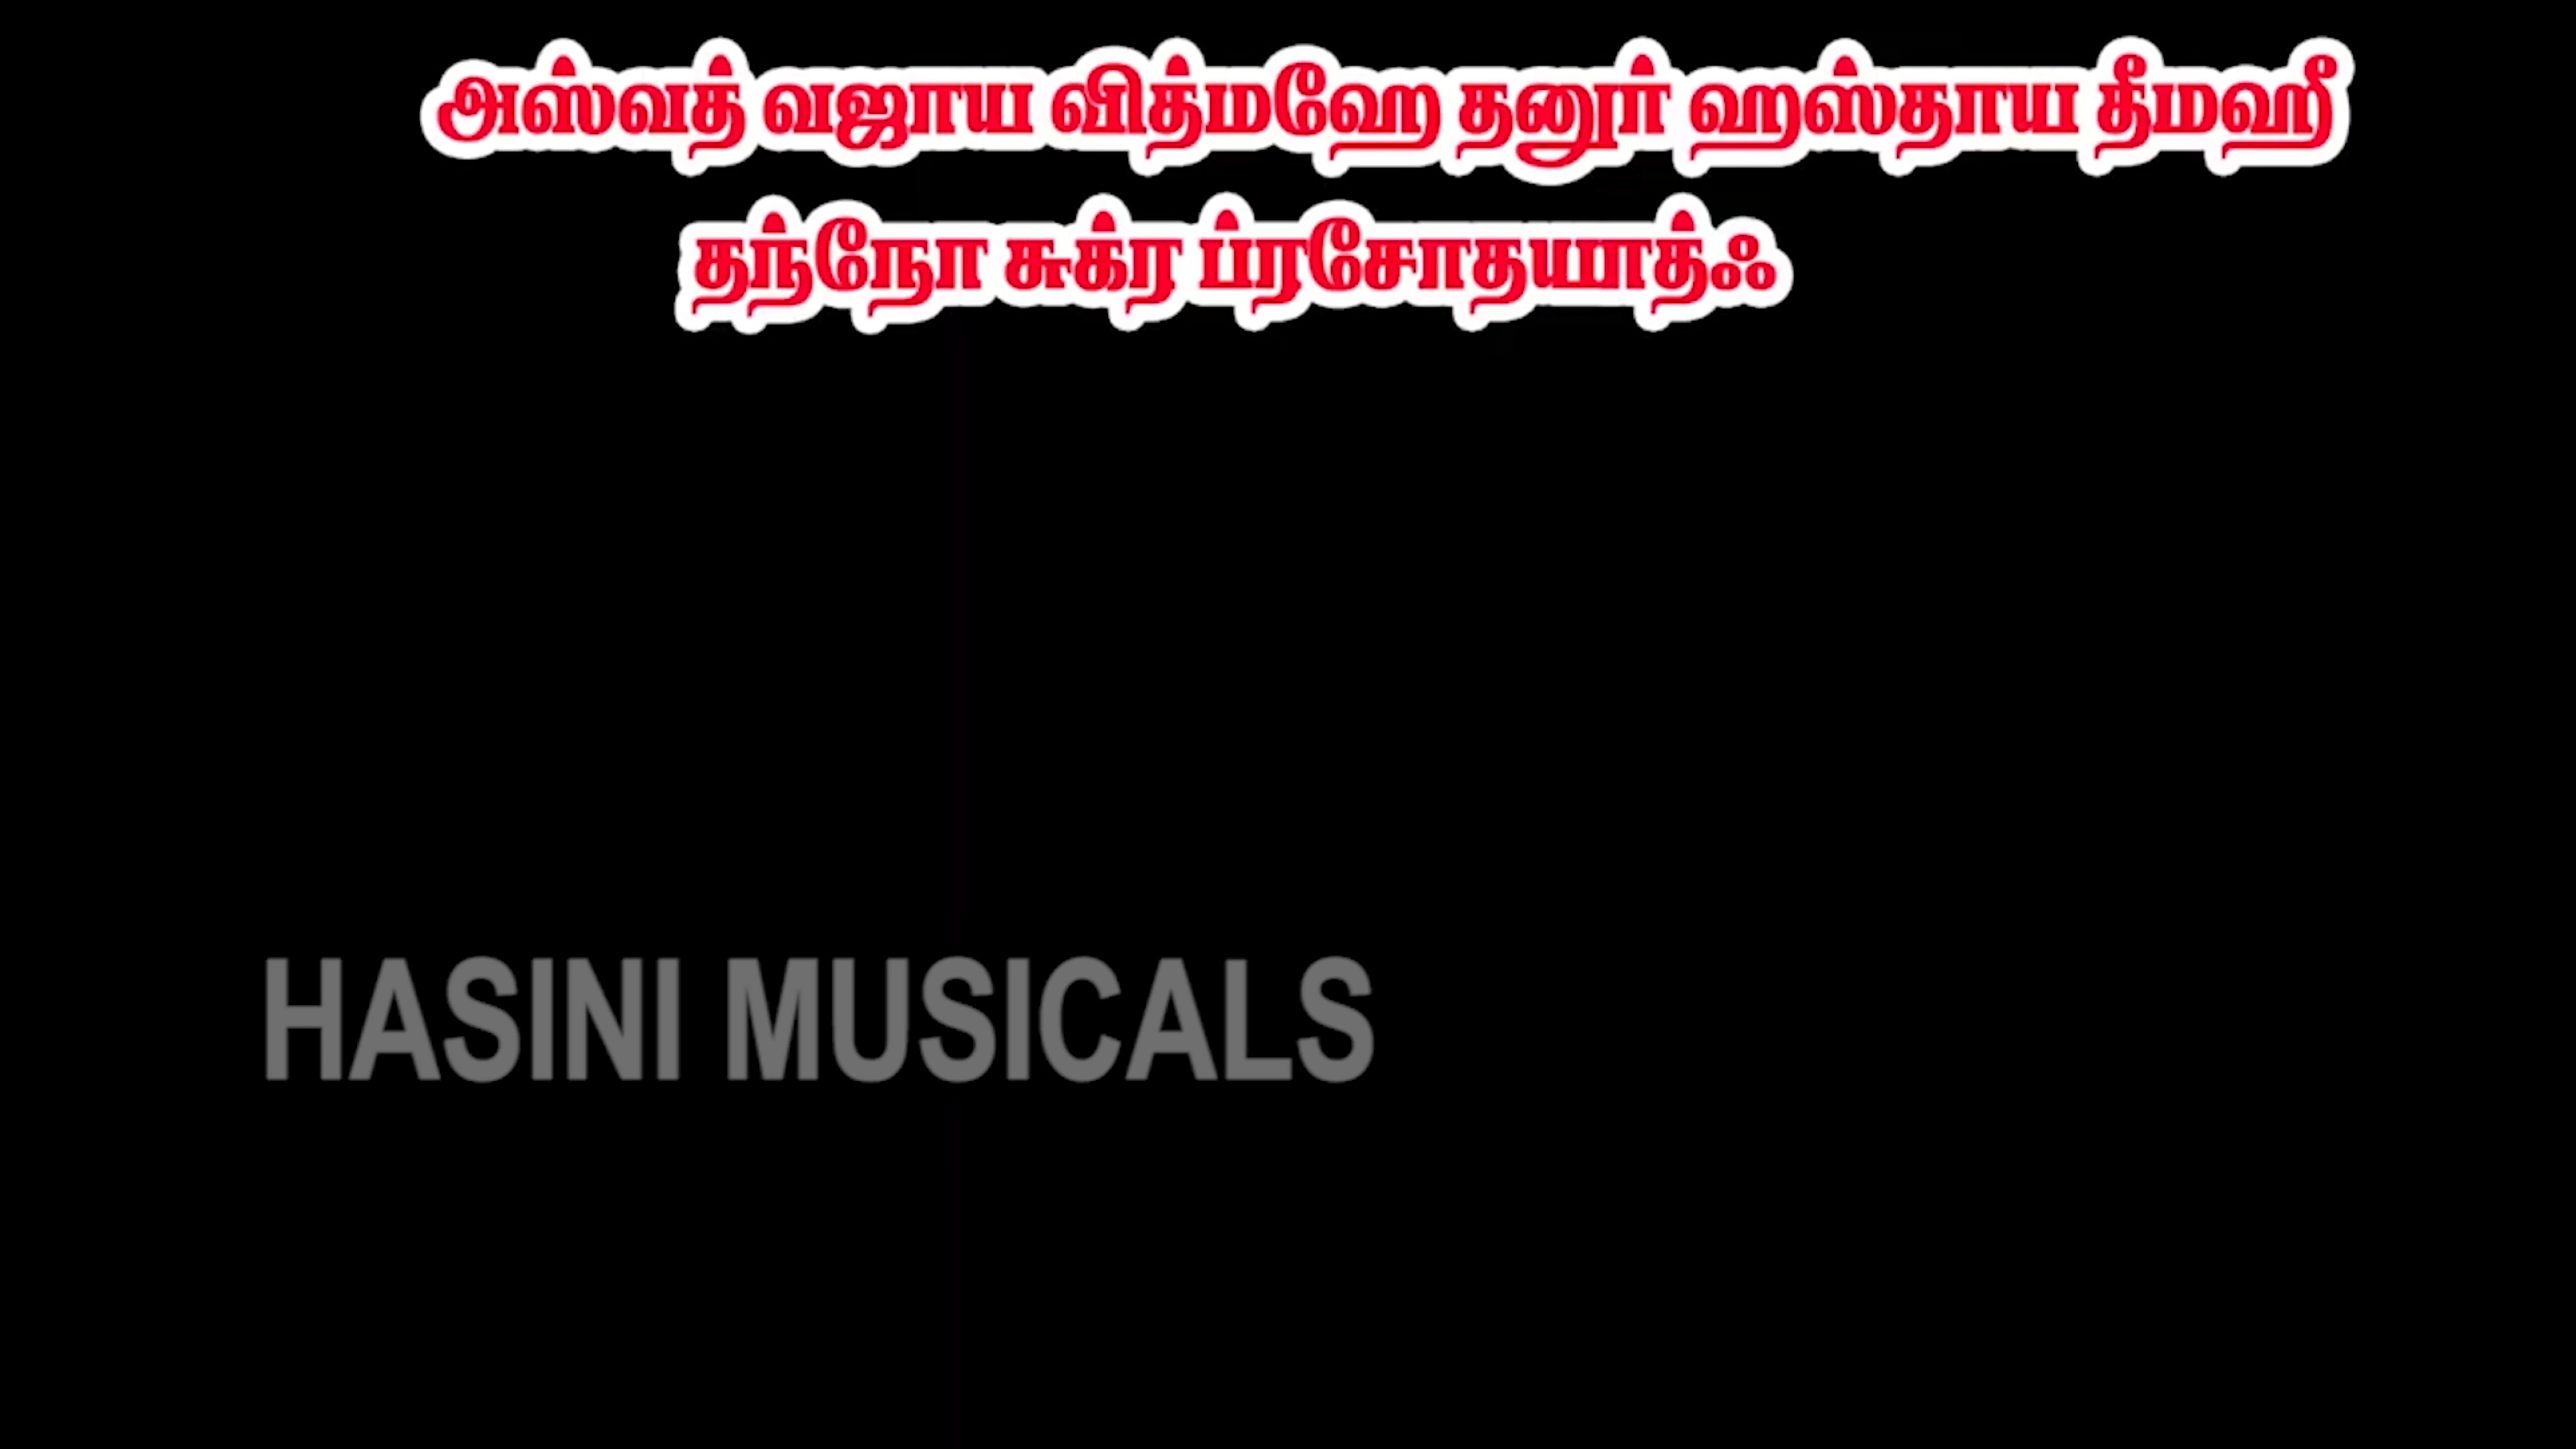 அஸ்வத் வஜாய வித்மஹே தனுர் ஹஸ்தாய தீமஹீ
தந்நோ சுக்ர ப்ரசோதயாத்ஃ
HASINI MUSICALS